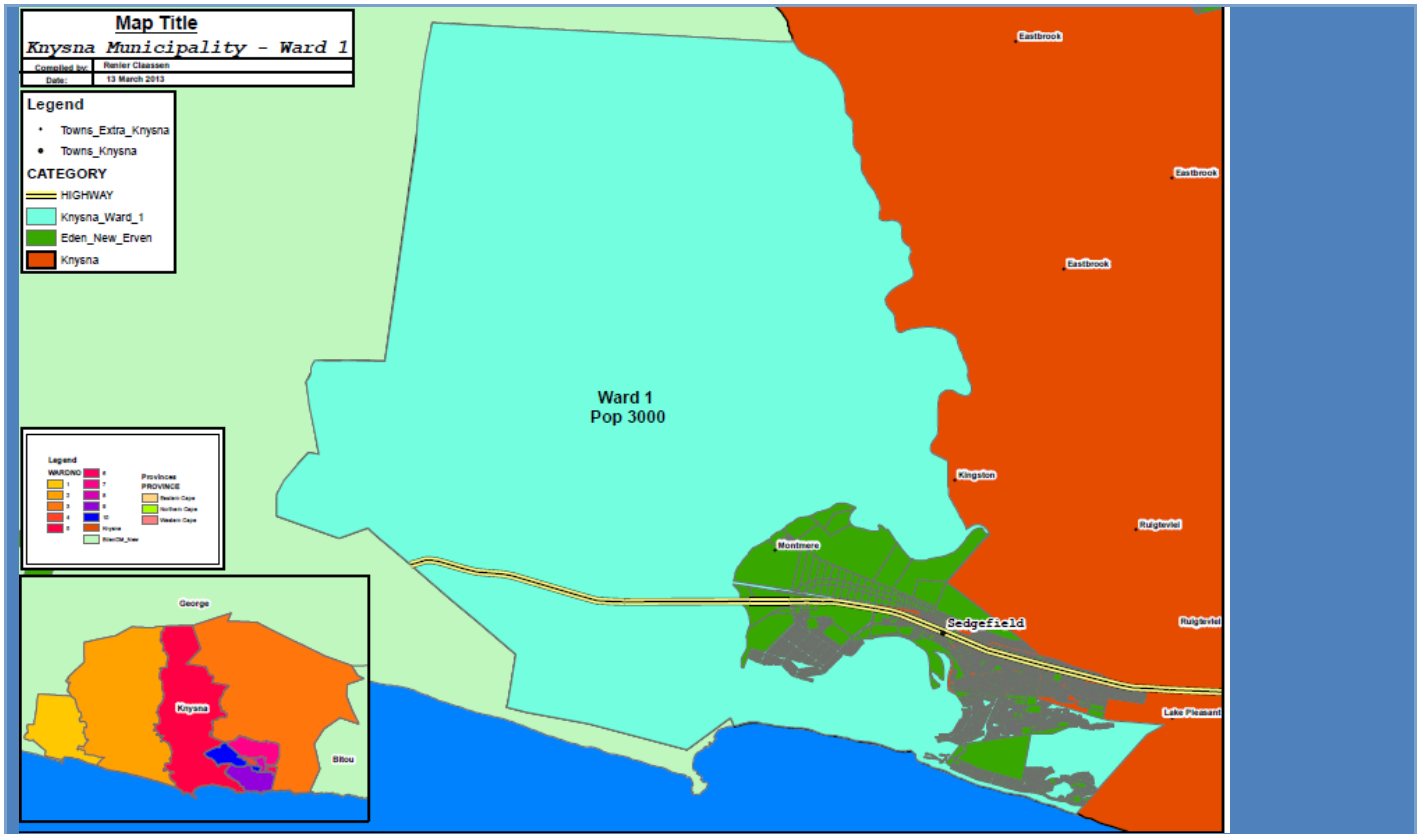 Map Title
Knysna Municipality - Ward 1
Compiled by: Renier Claassen
Date: 13 March 2013
Legend
Towns_Extra_Knysna
Towns_Knysna
CATEGORY
HIGHWAY
Knysna_Ward_1
Eden_New_Erven
Knysna
Eastbrook
Eastbrook
Eastbrook
Ward 1
Pop 3000
Kingston
Ruigtevlei
Montmere
Sedgefield
Ruigtevlei
Lake Pleasant
Legend
WARDNO
1
2
3
4
5
6
7
8
9
10
Knysna
EdenDM_New
Provinces
PROVINCE
Eastern Cape
Northern Cape
Western Cape
George
Knysna
Bitou